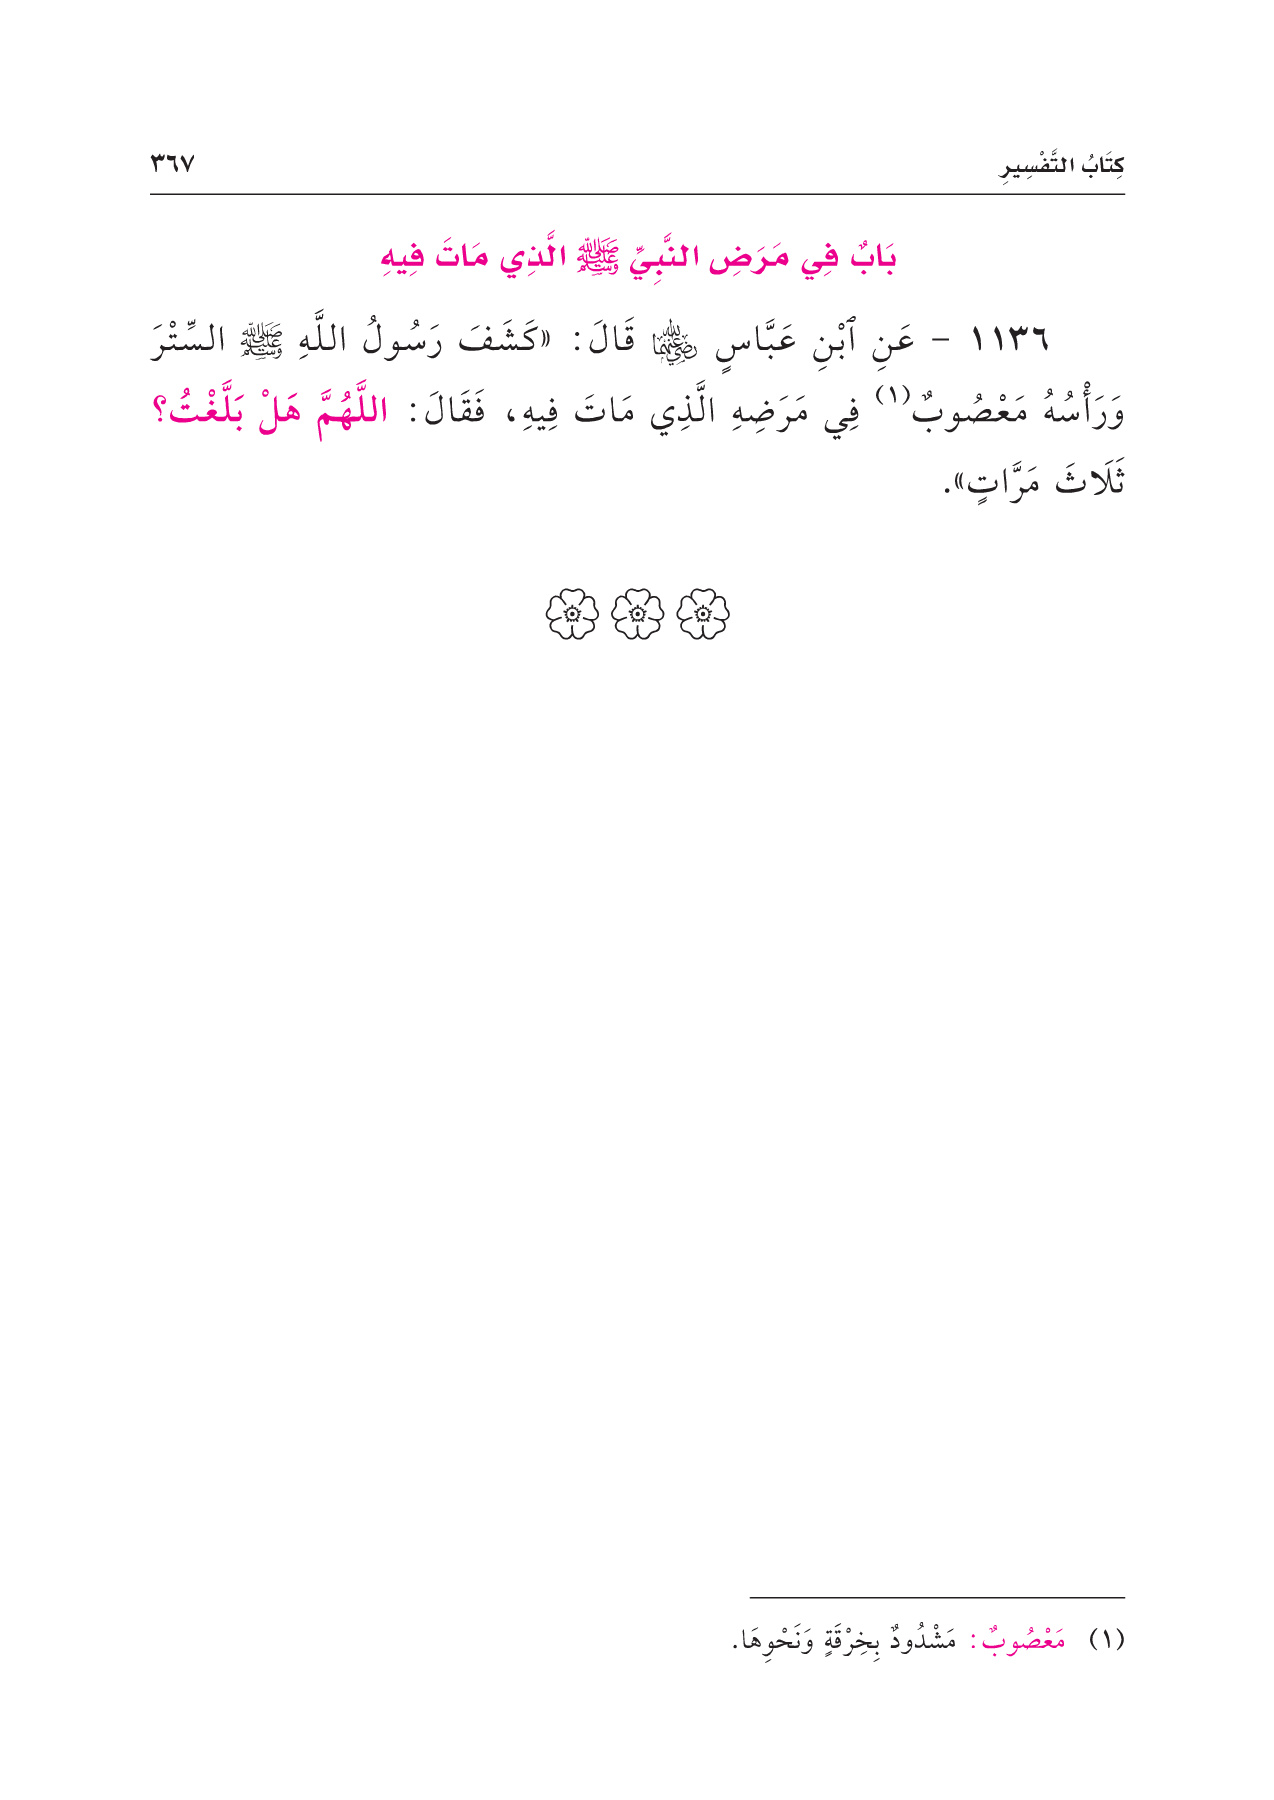 كِتَابُ التَّفْسِيرِ ٣٦٧
بَابٌ فِي مَرَضِ النَّبِيِّ ﷺ الَّذِي مَاتَ فِيهِ
١١٣٦ - عَنِ ٱبْنِ عَبَّاسٍ رَضِيَ اللَّهُ عَنْهُمَا قَالَ: «كَشَفَ رَسُولُ اللَّهِ ﷺ السِّتْرَ
وَرَأْسُهُ مَعْصُوبٌ(١) فِي مَرَضِهِ الَّذِي مَاتَ فِيهِ، فَقَالَ: اللَّهُمَّ هَلْ بَلَّغْتُ؟
ثَلَاثَ مَرَّاتٍ».
(١) مَعْصُوبٌ: مَشْدُودٌ بِخِرْقَةٍ وَنَحْوِهَا.